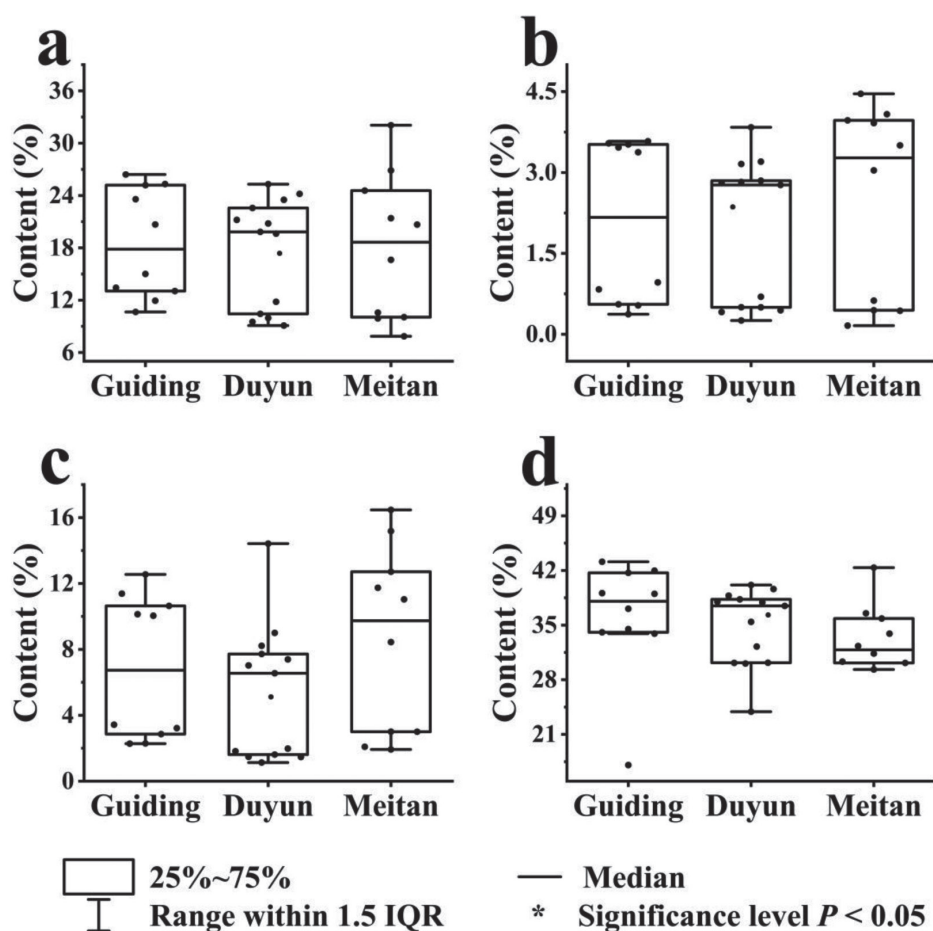 a
Content (%)
36
30
24
18
12
6
Guiding Duyun Meitan
b
Content (%)
4.5
3.0
1.5
0.0
Guiding Duyun Meitan
c
Content (%)
16
12
8
4
0
Guiding Duyun Meitan
d
Content (%)
49
42
35
28
21
Guiding Duyun Meitan
25%~75%
Median
Range within 1.5 IQR
* Significance level P < 0.05